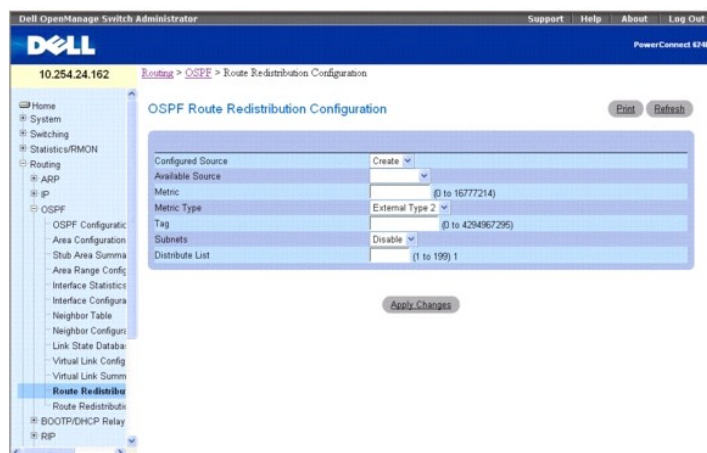 Dell OpenManage Switch Administrator
Support Help About Log Out
DELL
PowerConnect 6248
10.254.24.162
Routing > OSPF > Route Redistribution Configuration
Home
System
Switching
Statistics/RMON
Routing
ARP
IP
OSPF
OSPF Configuratic
Area Configuration
Stub Area Summa
Area Range Config
Interface Statistics
Interface Configura
Neighbor Table
Neighbor Configura
Link State Databa
Virtual Link Config
Virtual Link Summ
Route Redistribu
Route Redistributi
BOOTP/DHCP Relay
RIP
OSPF Route Redistribution Configuration
Print Refresh
Configured Source Create
Available Source
Metric (0 to 16777214)
Metric Type External Type 2
Tag (0 to 4294967295)
Subnets Disable
Distribute List (1 to 199) 1
Apply Changes